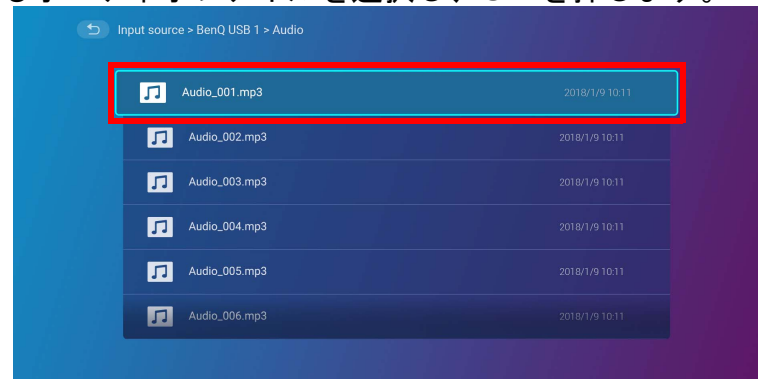 Input source > BenQ USB 1 > Audio
Audio_001.mp3 2018/1/9 10:11
Audio_002.mp3 2018/1/9 10:11
Audio_003.mp3 2018/1/9 10:11
Audio_004.mp3 2018/1/9 10:11
Audio_005.mp3 2018/1/9 10:11
Audio_006.mp3 2018/1/9 10:11